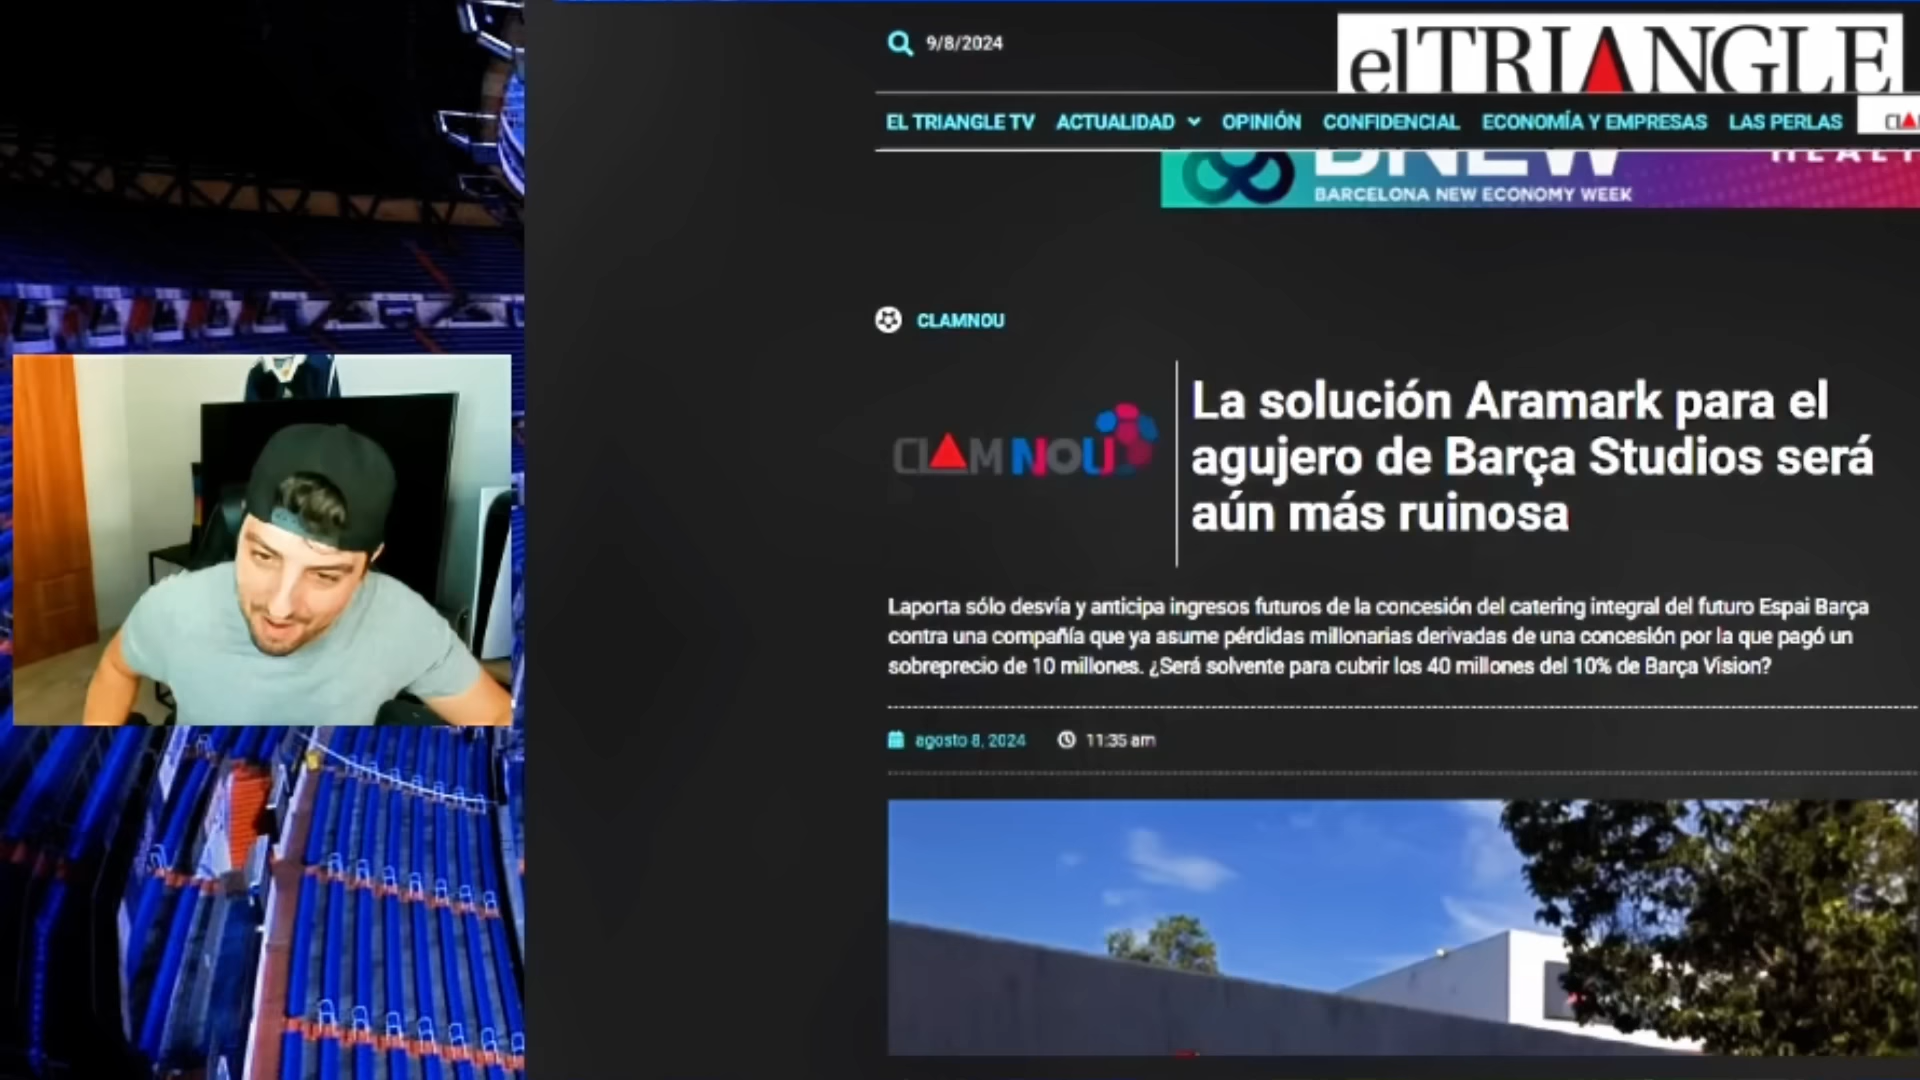 9/8/2024
elTRIANGLE
EL TRIANGLE TV ACTUALIDAD OPINIÓN CONFIDENCIAL ECONOMÍA Y EMPRESAS LAS PERLAS
BNEW
BARCELONA NEW ECONOMY WEEK
CLAMNOU
CLAM NOU
La solución Aramark para el
agujero de Barça Studios será
aún más ruinosa
Laporta sólo desvía y anticipa ingresos futuros de la concesión del catering integral del futuro Espai Barça
contra una compañía que ya asume pérdidas millonarias derivadas de una concesión por la que pagó un
sobreprecio de 10 millones. ¿Será solvente para cubrir los 40 millones del 10% de Barça Vision?
agosto 8, 2024 11:35 am